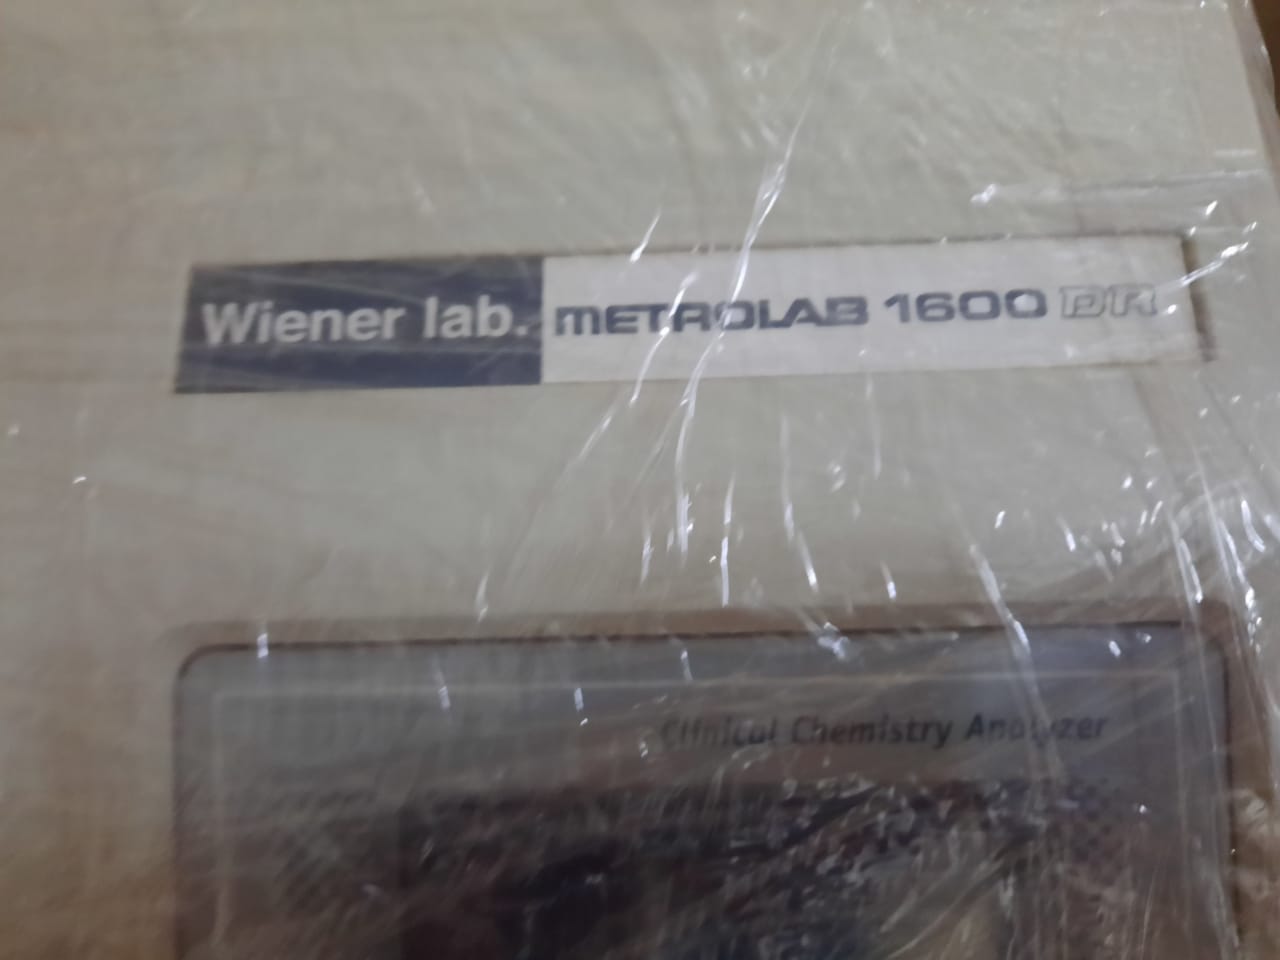 Wiener lab. METROLAB 1600 DR
Clinical Chemistry Analyzer